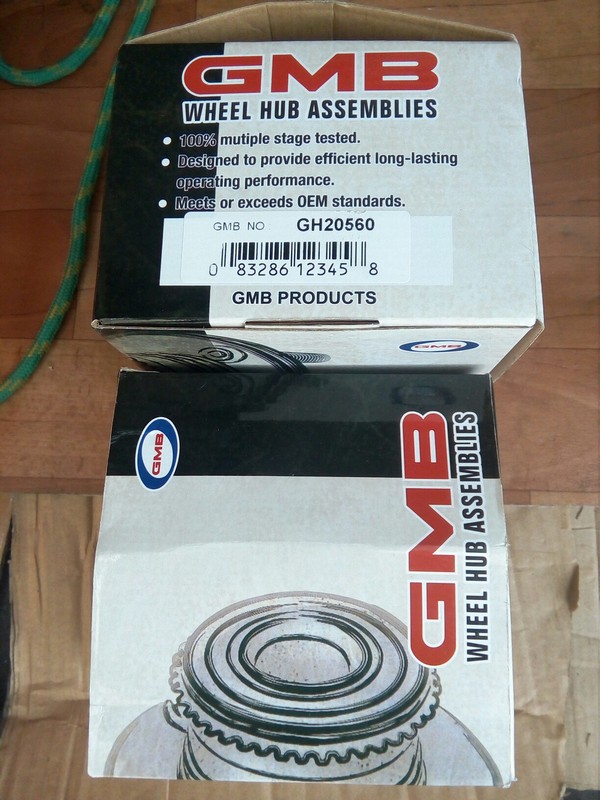 GMB
WHEEL HUB ASSEMBLIES
• 100% mutiple stage tested.
• Designed to provide efficient long-lasting
operating performance.
• Meets or exceeds OEM standards.
GMB NO: GH20560
0 83286 12345 8
GMB PRODUCTS
GMB
GMB
GMB
WHEEL HUB ASSEMBLIES